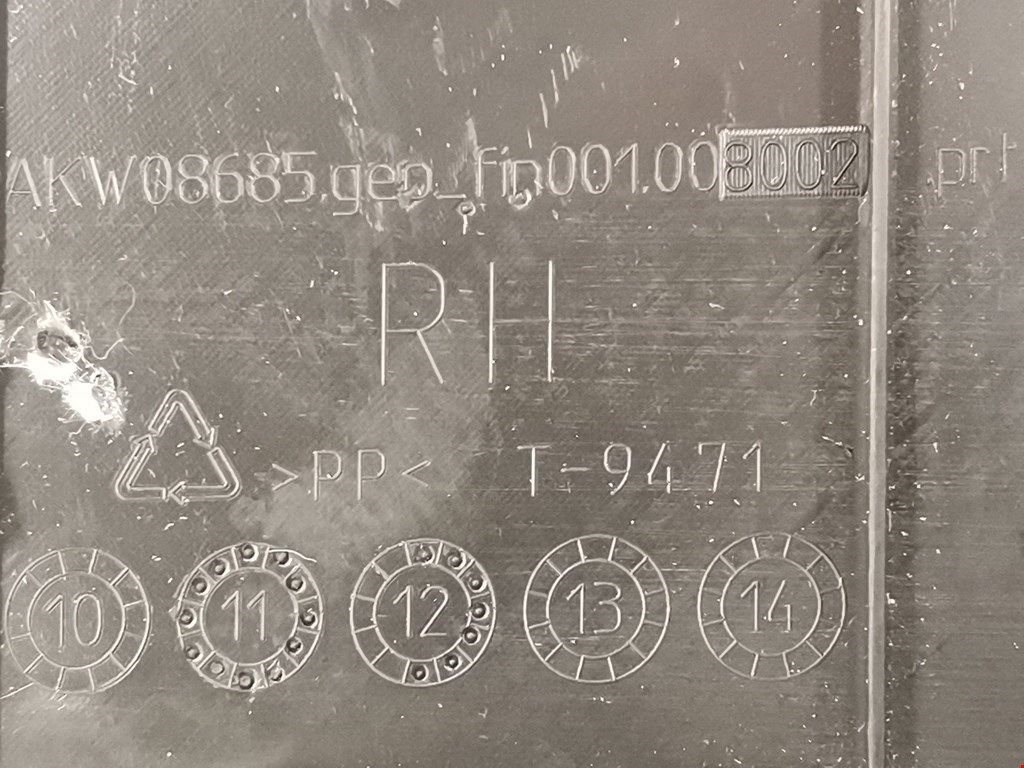 AKW08685.geo_fin001.008002 .prt
RH
>PP< T-9471
10 11 12 13 14